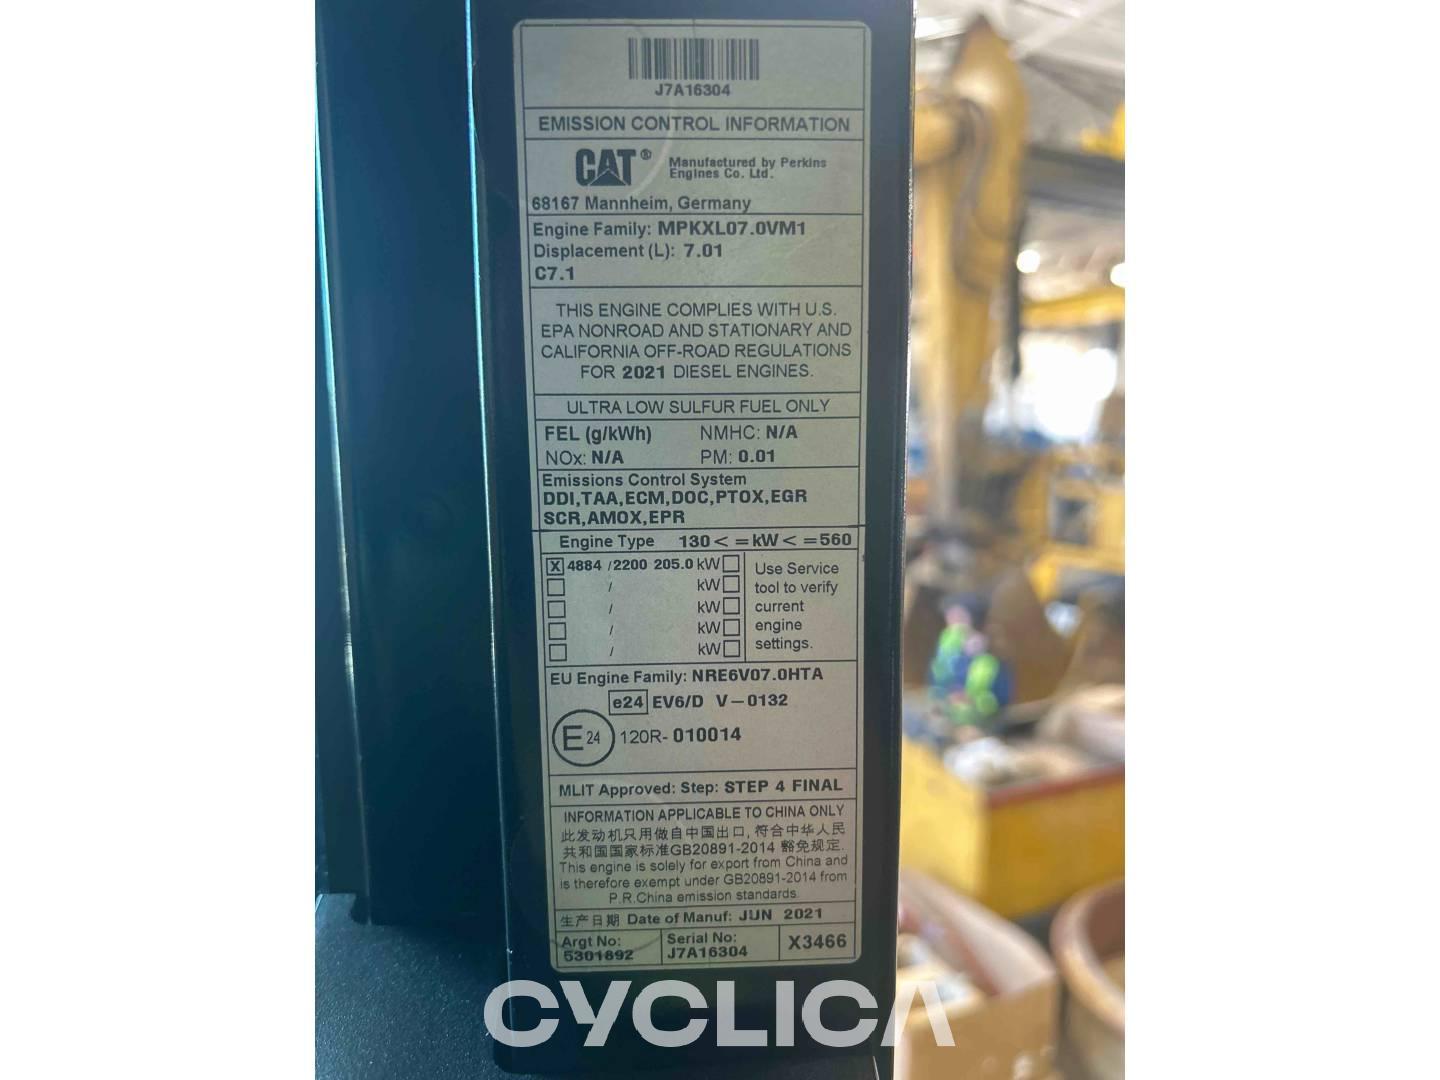 J7A16304
EMISSION CONTROL INFORMATION
CAT® Manufactured by Perkins
Engines Co. Ltd.
68167 Mannheim, Germany
Engine Family: MPKXL07.0VM1
Displacement (L): 7.01
C7.1
THIS ENGINE COMPLIES WITH U.S.
EPA NONROAD AND STATIONARY AND
CALIFORNIA OFF-ROAD REGULATIONS
FOR 2021 DIESEL ENGINES.
ULTRA LOW SULFUR FUEL ONLY
FEL (g/kWh) NMHC: N/A
NOx: N/A PM: 0.01
Emissions Control System
DDI,TAA,ECM,DOC,PTOX,EGR
SCR,AMOX,EPR
Engine Type 130< =kW< =560
X 4884 /2200 205.0 kW
/ kW
/ kW
/ kW
/ kW
Use Service
tool to verify
current
engine
settings.
EU Engine Family: NRE6V07.0HTA
e24 EV6/D V-0132
E24 120R-010014
MLIT Approved: Step: STEP 4 FINAL
INFORMATION APPLICABLE TO CHINA ONLY
此发动机只用做自中国出口,符合中华人民
共和国国家标准GB20891-2014 豁免规定.
This engine is solely for export from China and
is therefore exempt under GB20891-2014 from
P.R.China emission standards.
生产日期 Date of Manuf: JUN 2021
Argt No: Serial No: X3466
5301892 J7A16304
CYCLICA